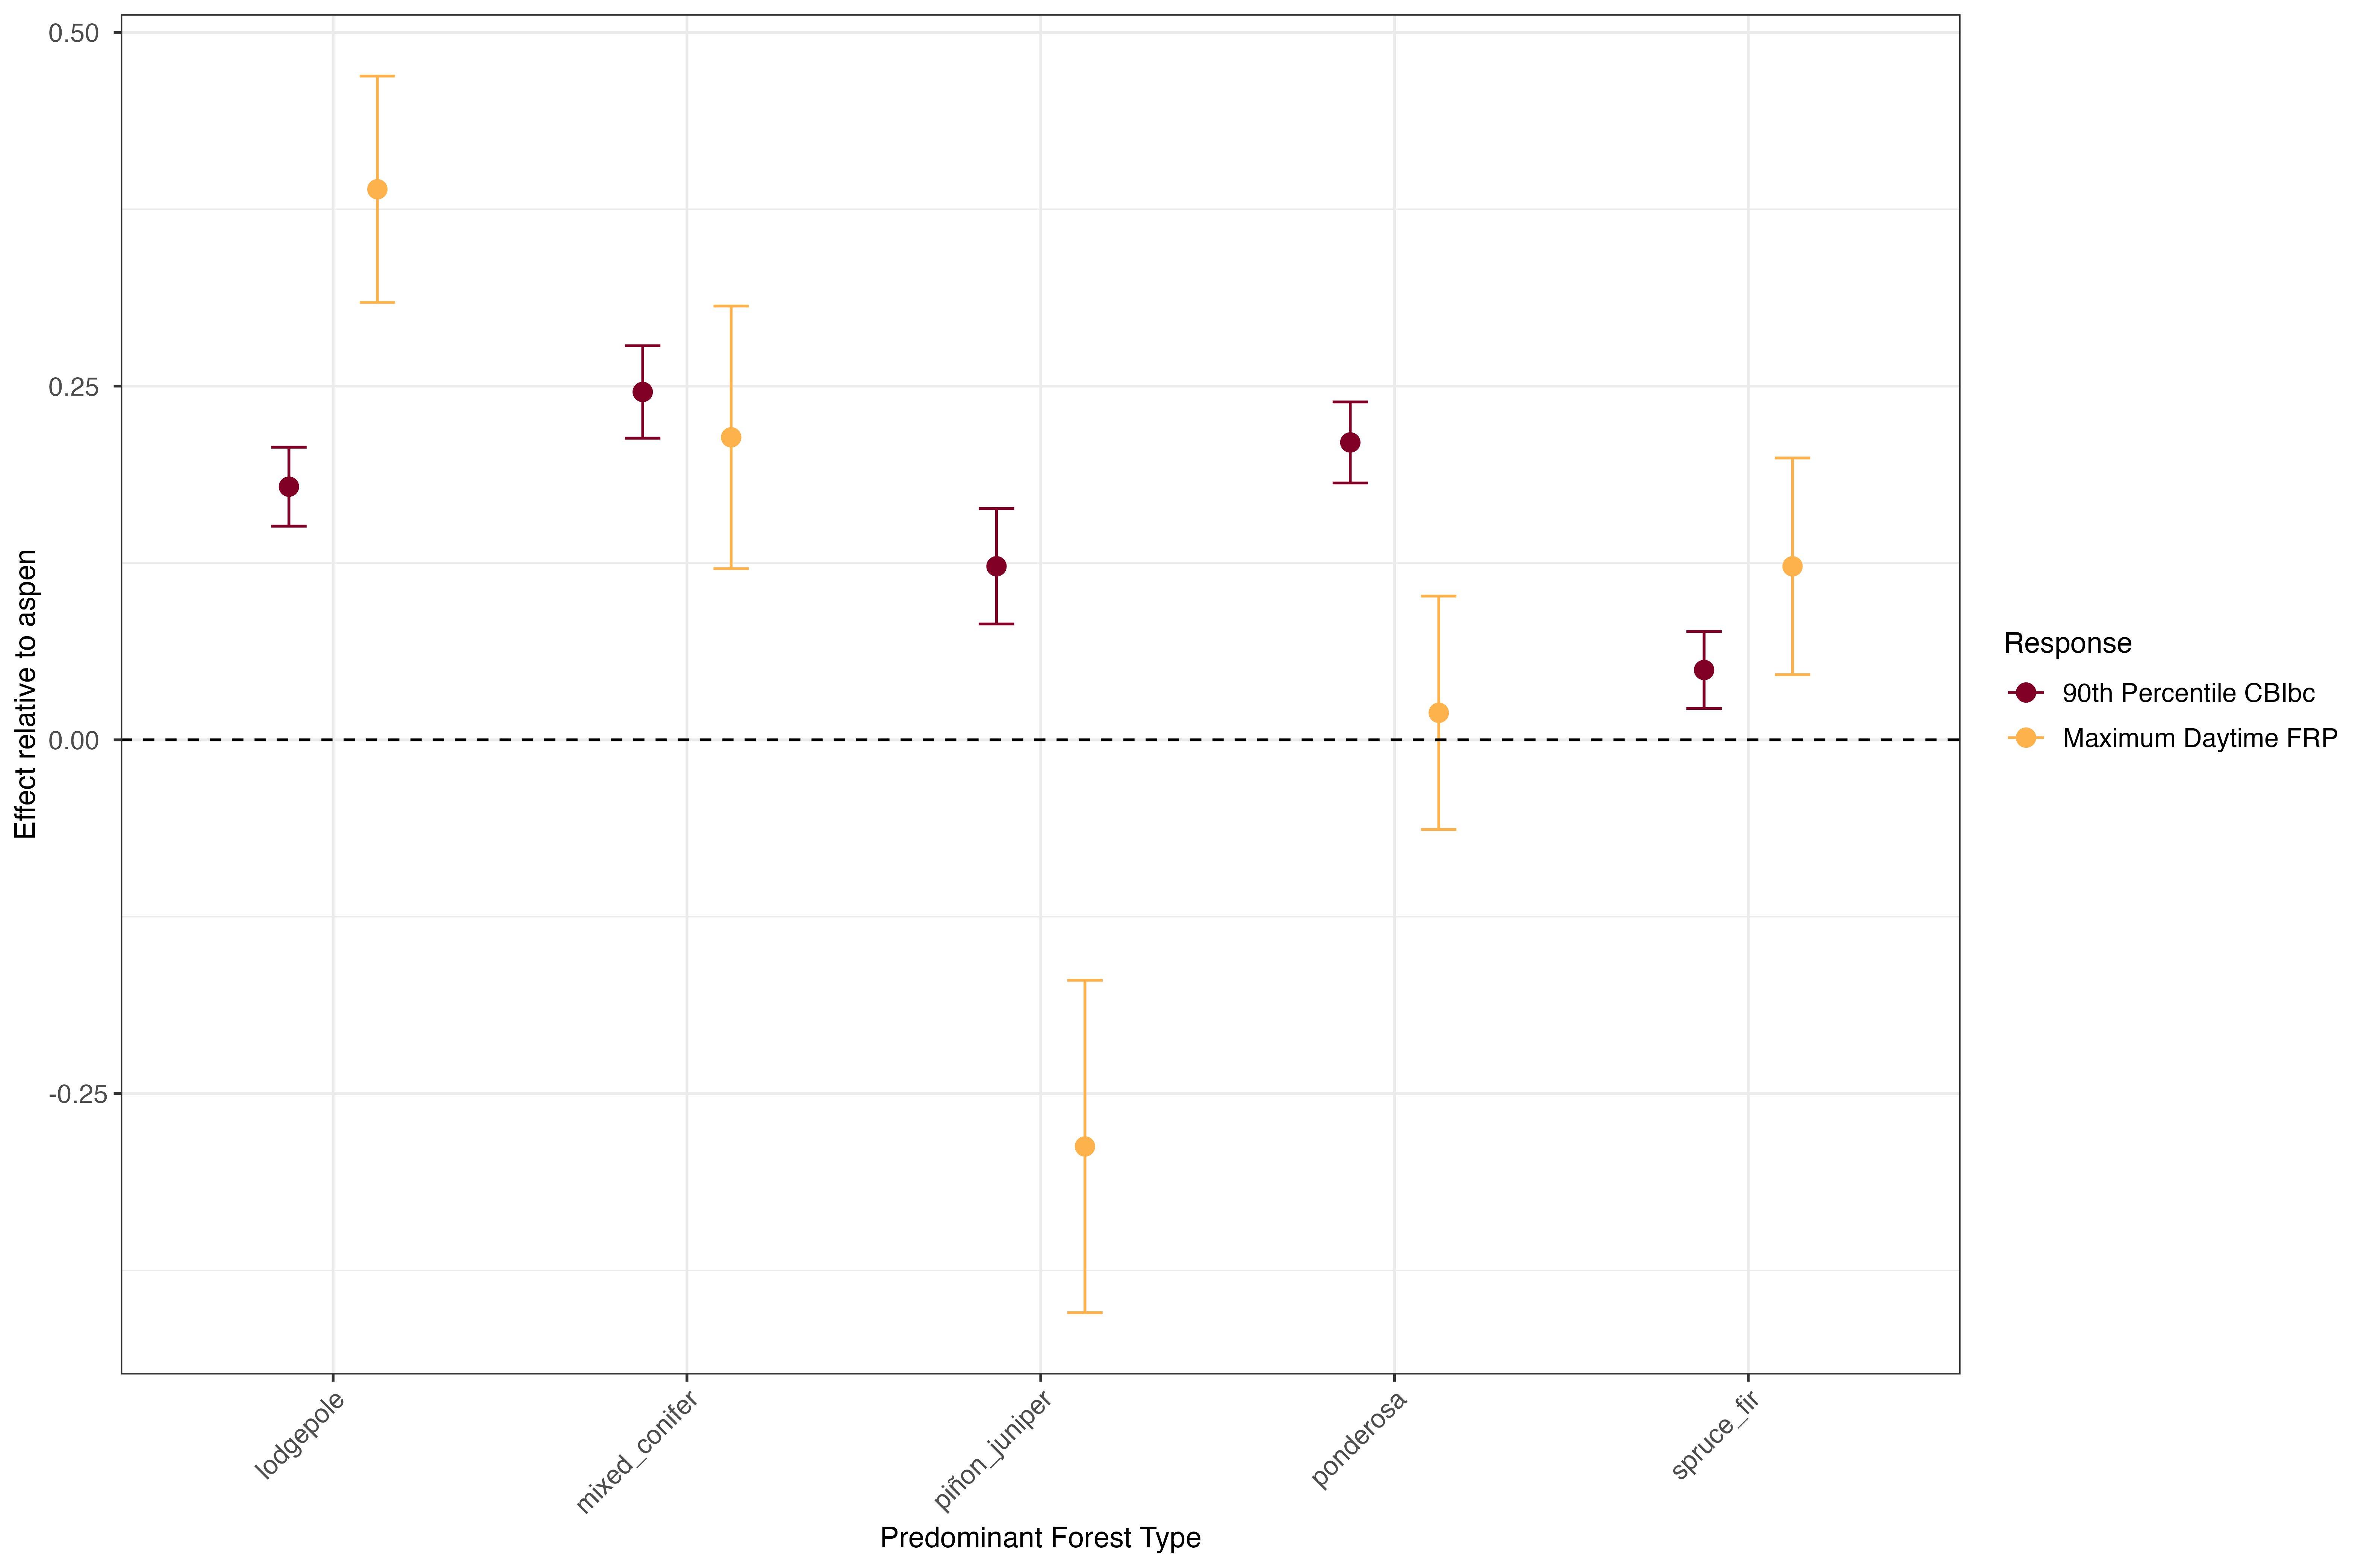 Effect relative to aspen
0.50
0.25
0.00
-0.25
lodgepole
mixed_conifer
piñon_juniper
ponderosa
spruce_fir
Predominant Forest Type
Response
90th Percentile CBIbc
Maximum Daytime FRP